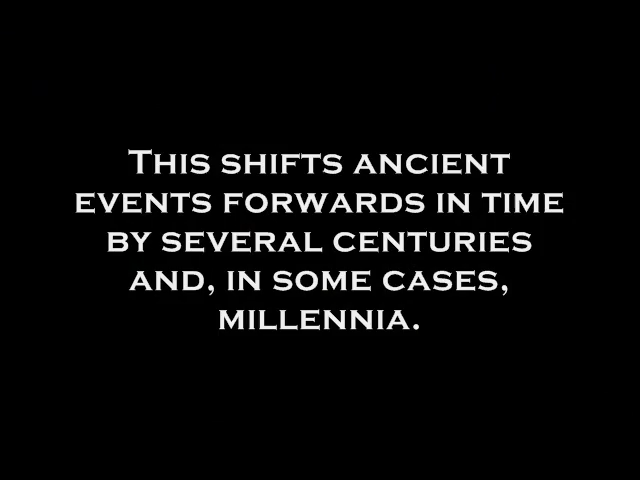 This shifts ancient
events forwards in time
by several centuries
and, in some cases,
millennia.